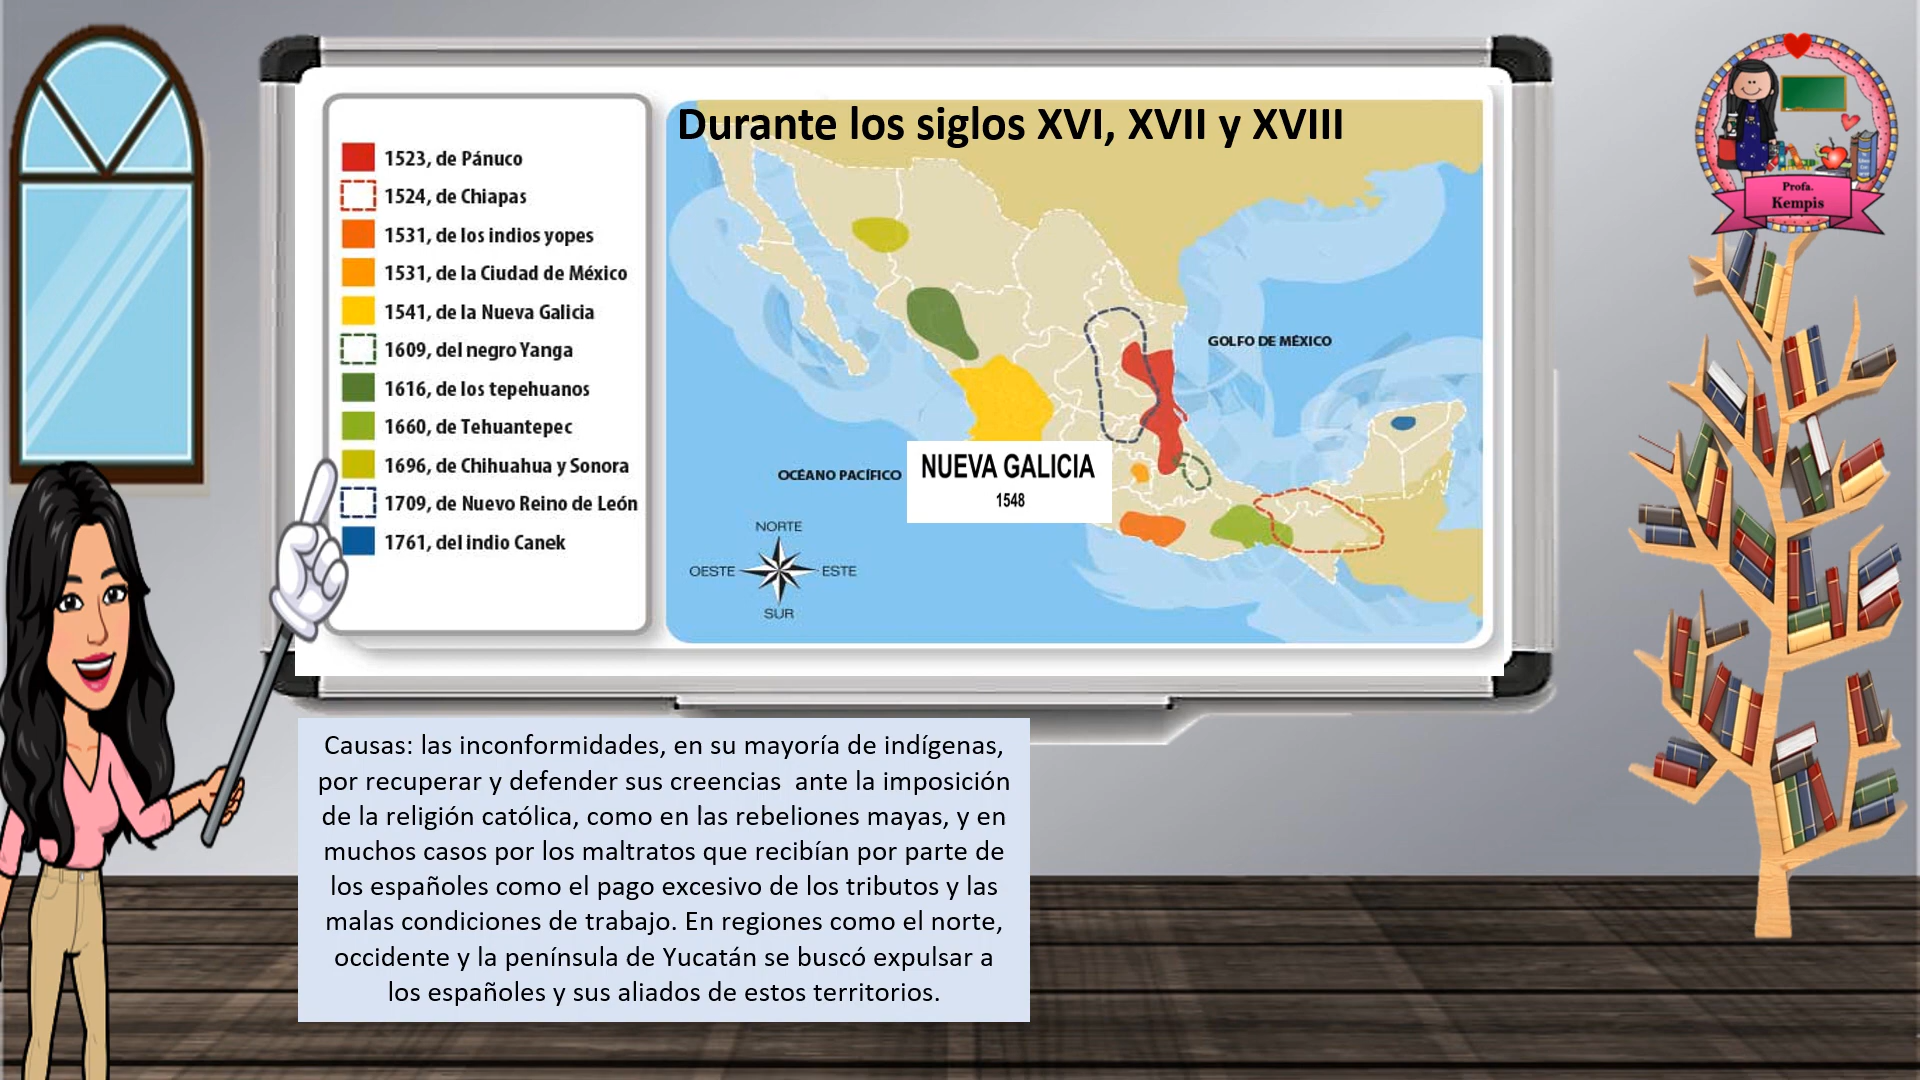 Durante los siglos XVI, XVII y XVIII
1523, de Pánuco
1524, de Chiapas
1531, de los indios yopes
1531, de la Ciudad de México
1541, de la Nueva Galicia
1609, del negro Yanga
1616, de los tepehuanos
1660, de Tehuantepec
1696, de Chihuahua y Sonora
1709, de Nuevo Reino de León
1761, del indio Canek
GOLFO DE MÉXICO
OCÉANO PACÍFICO
NUEVA GALICIA
1548
NORTE
OESTE
ESTE
SUR
Profa.
Kempis
Causas: las inconformidades, en su mayoría de indígenas,
por recuperar y defender sus creencias  ante la imposición
de la religión católica, como en las rebeliones mayas, y en
muchos casos por los maltratos que recibían por parte de
los españoles como el pago excesivo de los tributos y las
malas condiciones de trabajo. En regiones como el norte,
occidente y la península de Yucatán se buscó expulsar a
los españoles y sus aliados de estos territorios.